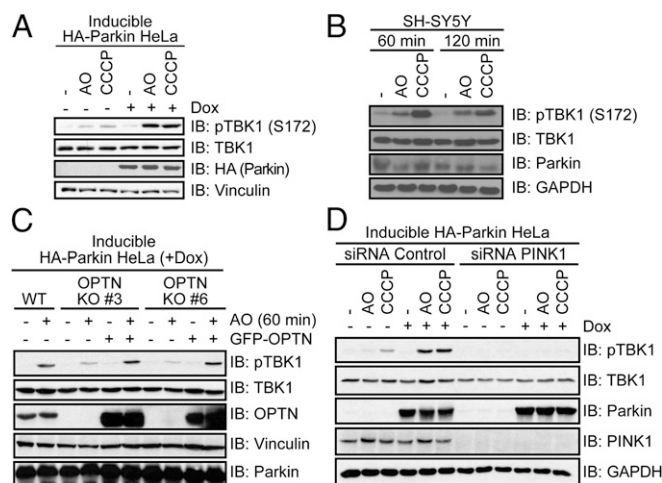 A
Inducible
HA-Parkin HeLa
- AO CCCP - AO CCCP
- - - + + + Dox
IB: pTBK1 (S172)
IB: TBK1
IB: HA (Parkin)
IB: Vinculin
B
SH-SY5Y
60 min 120 min
- AO CCCP - AO CCCP
IB: pTBK1 (S172)
IB: TBK1
IB: Parkin
IB: GAPDH
C
Inducible
HA-Parkin HeLa (+Dox)
WT OPTN KO #3 OPTN KO #6
- + - + - + - + - + AO (60 min)
- - - - + + - - + + GFP-OPTN
IB: pTBK1
IB: TBK1
IB: OPTN
IB: Vinculin
IB: Parkin
D
Inducible HA-Parkin HeLa
siRNA Control siRNA PINK1
- AO CCCP - AO CCCP - AO CCCP - AO CCCP
- - - + + + - - - + + + Dox
IB: pTBK1
IB: TBK1
IB: Parkin
IB: PINK1
IB: GAPDH